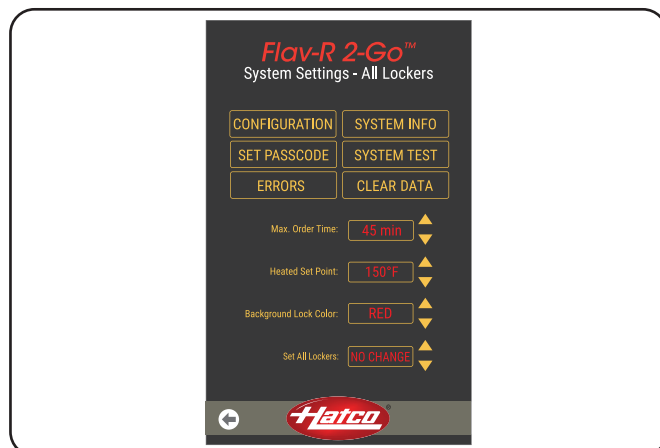 Flav-R 2-Go™
System Settings - All Lockers
CONFIGURATION SYSTEM INFO
SET PASSCODE SYSTEM TEST
ERRORS CLEAR DATA
Max. Order Time: 45 min
Heated Set Point: 150°F
Background Lock Color: RED
Set All Lockers: NO CHANGE
Hatco®